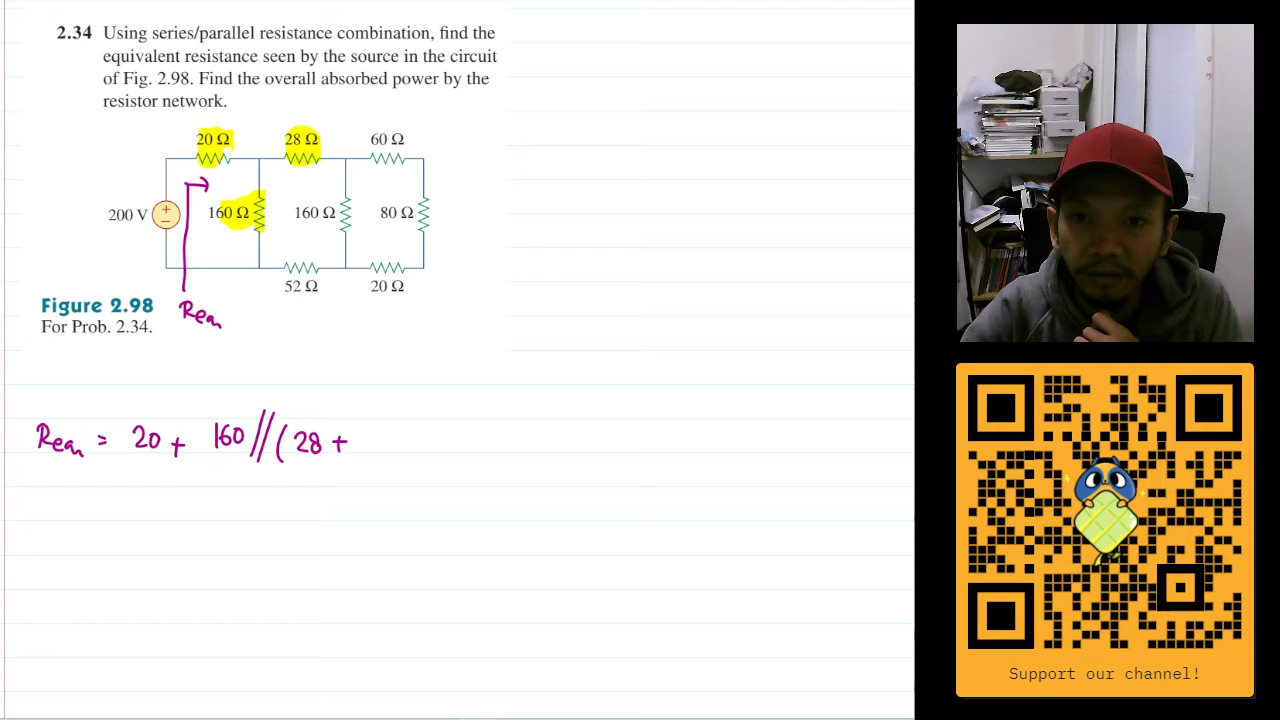 2.34 Using series/parallel resistance combination, find the
equivalent resistance seen by the source in the circuit
of Fig. 2.98. Find the overall absorbed power by the
resistor network.
20 Ω 28 Ω 60 Ω
200 V + − 160 Ω 160 Ω 80 Ω
52 Ω 20 Ω
Figure 2.98
For Prob. 2.34.
Req
Req = 20 + 160 // ( 28 +
Support our channel!